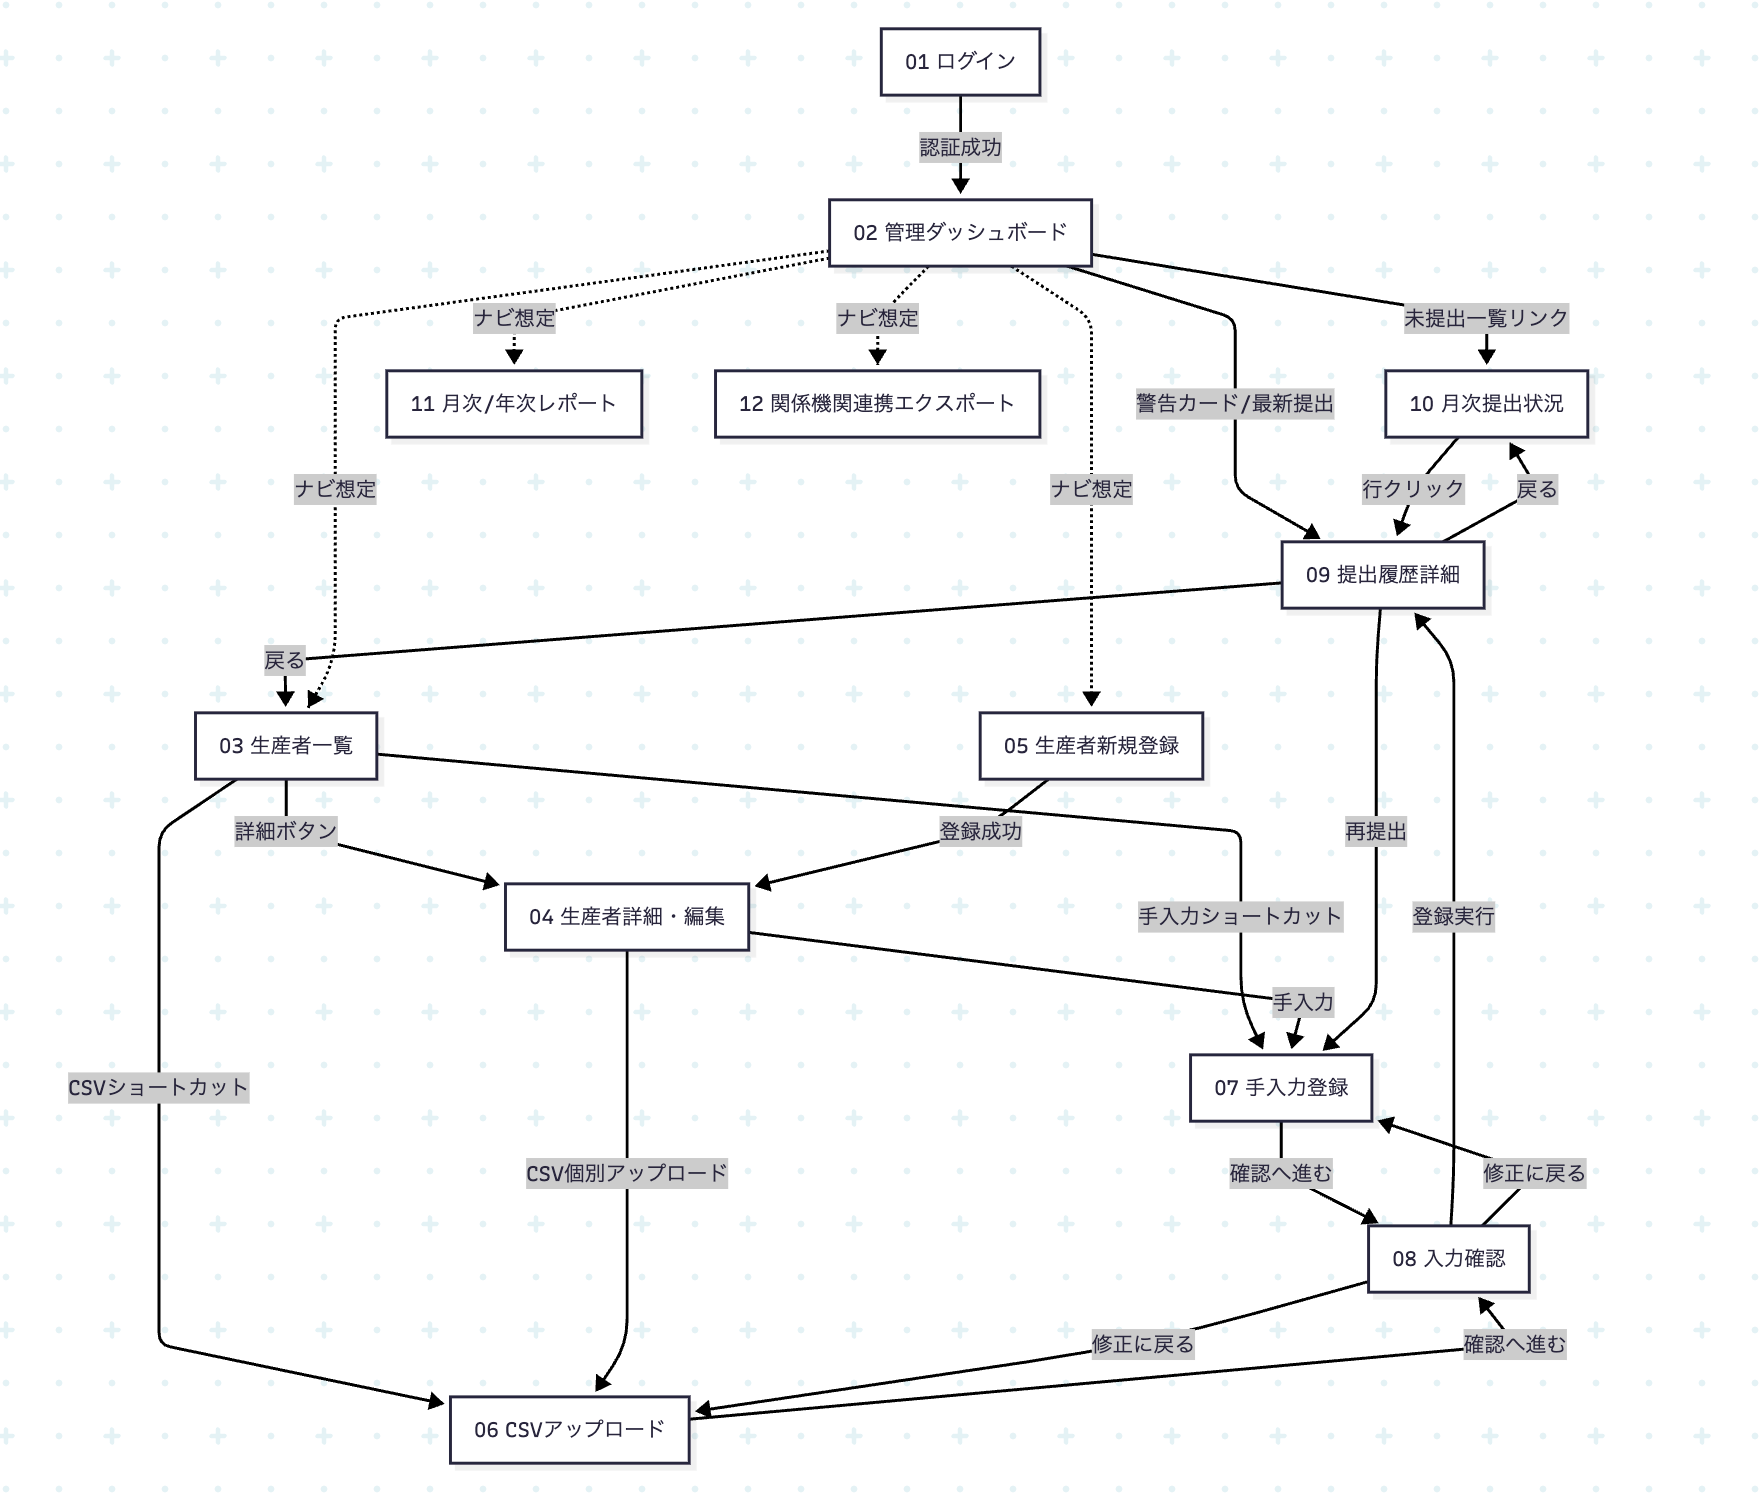 01 ログイン
認証成功
02 管理ダッシュボード
ナビ想定
ナビ想定
未提出一覧リンク
11 月次/年次レポート
12 関係機関連携エクスポート
警告カード/最新提出
10 月次提出状況
ナビ想定
ナビ想定
行クリック
戻る
09 提出履歴詳細
戻る
03 生産者一覧
05 生産者新規登録
詳細ボタン
登録成功
再提出
04 生産者詳細・編集
手入力ショートカット
登録実行
手入力
CSVショートカット
07 手入力登録
CSV個別アップロード
確認へ進む
修正に戻る
08 入力確認
修正に戻る
確認へ進む
06 CSVアップロード